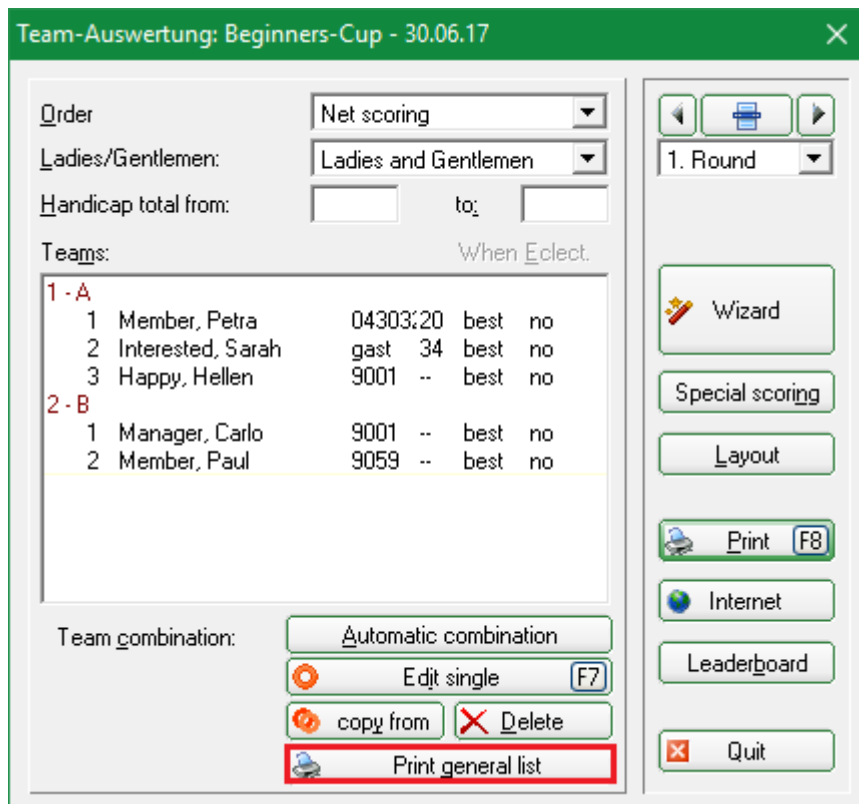 Team-Auswertung: Beginners-Cup - 30.06.17
Order
Net scoring
Ladies/Gentlemen:
Ladies and Gentlemen
Handicap total from:
to:
Teams:
When Eclect.
1 - A
1 Member, Petra 04303: 20 best no
2 Interested, Sarah gast 34 best no
3 Happy, Hellen 9001 -- best no
2 - B
1 Manager, Carlo 9001 -- best no
2 Member, Paul 9059 -- best no
Team combination:
Automatic combination
Edit single F7
copy from
Delete
Print general list
1. Round
Wizard
Special scoring
Layout
Print F8
Internet
Leaderboard
Quit